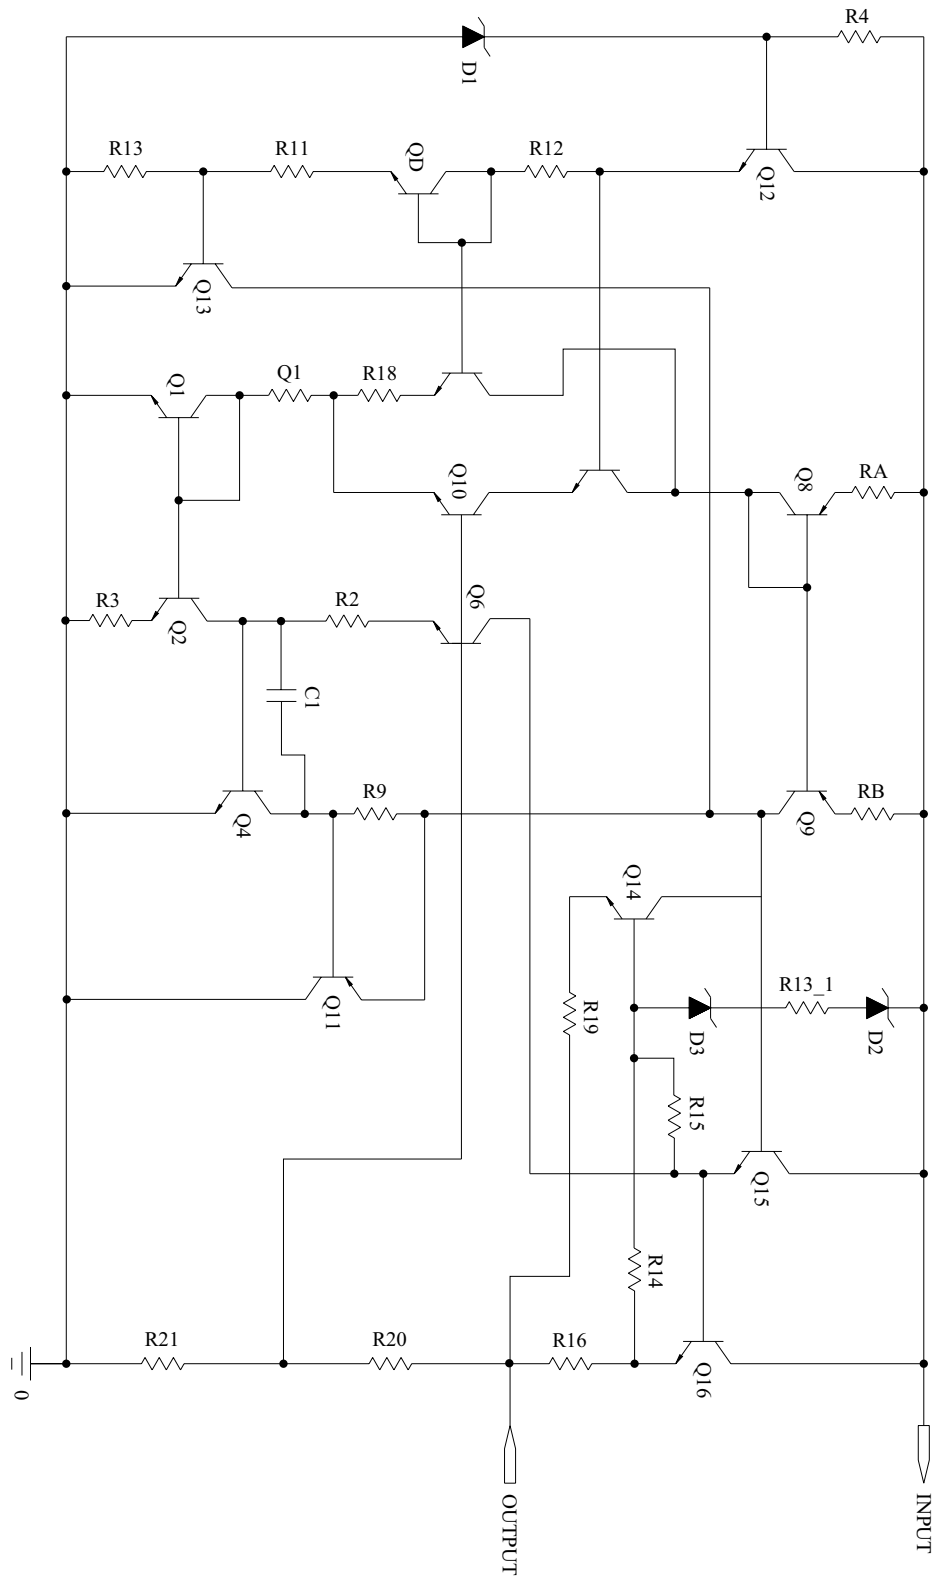 R4
D1
R13
R11
QD
R12
Q12
Q13
Q1
Q1
R18
Q10
Q8
RA
R3
Q2
R2
Q6
C1
Q4
R9
Q9
RB
Q14
Q11
R19
D3
R13_1
D2
R15
Q15
R14
R21
R20
R16
Q16
0
OUTPUT
INPUT